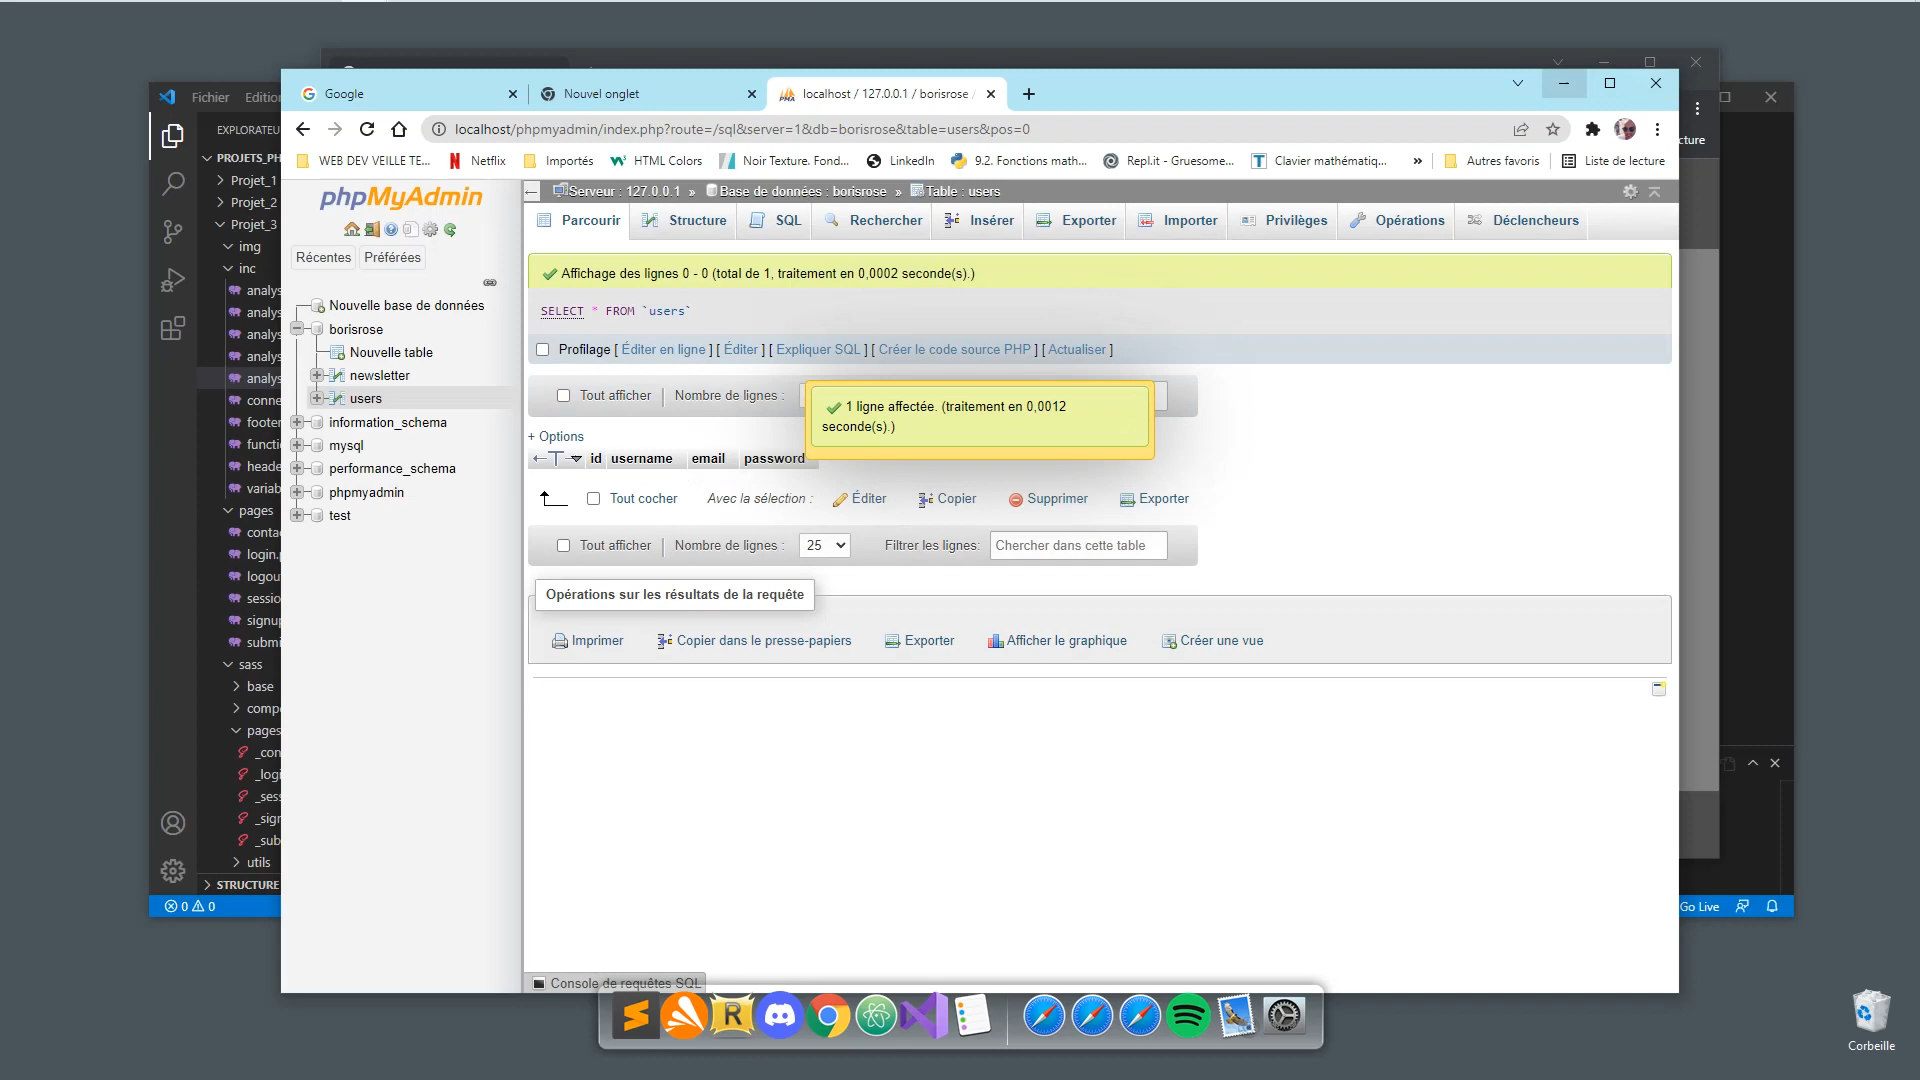 Fichier
Edition
Google
Nouvel onglet
localhost / 127.0.0.1 / borisrose /
localhost/phpmyadmin/index.php?route=/sql&server=1&db=borisrose&table=users&pos=0
WEB DEV VEILLE TE...
Netflix
Importés
HTML Colors
Noir Texture. Fond...
LinkedIn
9.2. Fonctions math...
Repl.it - Gruesome...
Clavier mathématiq...
»
Autres favoris
Liste de lecture
cture
EXPLORATEU
PROJETS_PH
Projet_1
Projet_2
Projet_3
img
inc
analys
analys
analys
analys
analys
conne
footer
functi
heade
variab
pages
conta
login.p
logou
sessio
signup
submi
sass
base
comp
pages
_con
_logi
_sess
_sign
_sub
utils
STRUCTURE
0 0
Go Live
phpMyAdmin
Récentes
Préférées
Nouvelle base de données
borisrose
Nouvelle table
newsletter
users
information_schema
mysql
performance_schema
phpmyadmin
test
Serveur : 127.0.0.1 » Base de données : borisrose » Table : users
Parcourir
Structure
SQL
Rechercher
Insérer
Exporter
Importer
Privilèges
Opérations
Déclencheurs
Affichage des lignes 0 - 0 (total de 1, traitement en 0,0002 seconde(s).)
SELECT * FROM `users`
Profilage [ Éditer en ligne ] [ Éditer ] [ Expliquer SQL ] [ Créer le code source PHP ] [ Actualiser ]
Tout afficher
Nombre de lignes :
1 ligne affectée. (traitement en 0,0012
seconde(s).)
+ Options
id username email password
Tout cocher
Avec la sélection :
Éditer
Copier
Supprimer
Exporter
Tout afficher
Nombre de lignes :
25
Filtrer les lignes:
Chercher dans cette table
Opérations sur les résultats de la requête
Imprimer
Copier dans le presse-papiers
Exporter
Afficher le graphique
Créer une vue
Console de requêtes SQL
Corbeille